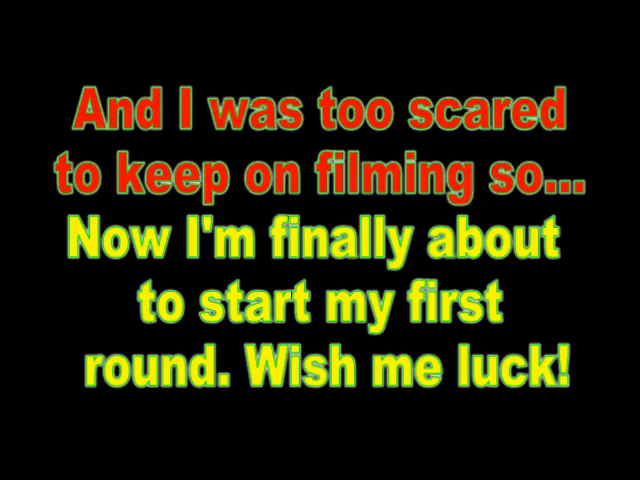 And I was too scared
to keep on filming so...
Now I'm finally about
to start my first
round. Wish me luck!